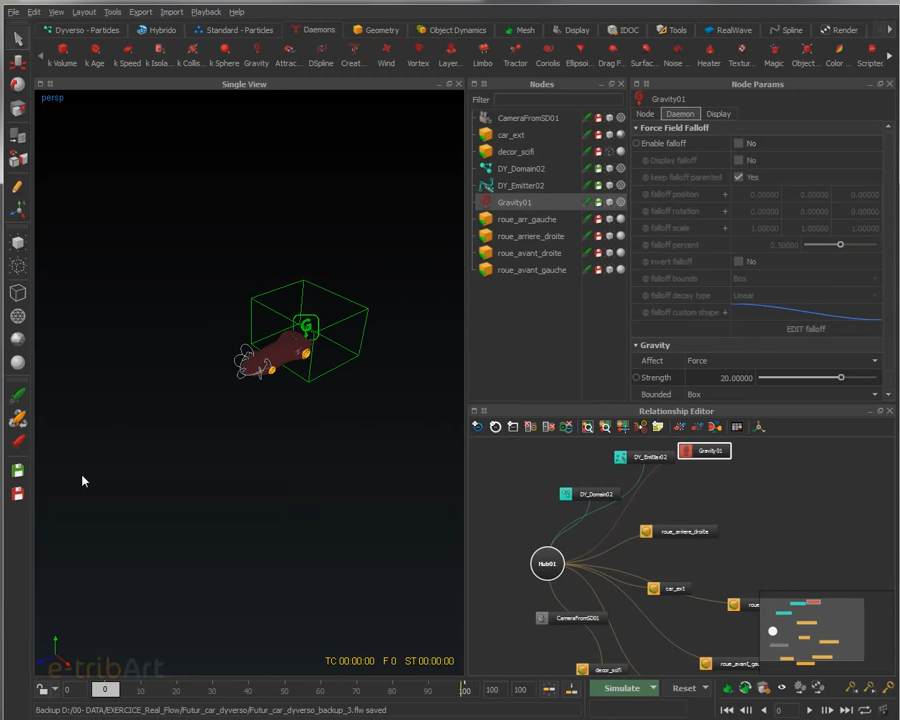 File Edit View Layout Tools Export Import Playback Help
Dyverso - Particles Hybrido Standard - Particles Daemons Geometry Object Dynamics Mesh Display IDOC Tools RealWave Spline Render
k Volume k Age k Speed k Isola... k Collis... k Sphere Gravity Attrac... DSpline Creat... Wind Vortex Layer... Limbo Tractor Coriolis Ellipsoi... Drag F... Surfac... Noise ... Heater Textur... Magic Object... Color ... Scripted
Single View
persp
TC 00:00:00 F 0 ST 00:00:00
e-tribArt
Nodes
Filter
CameraFromSD01
car_ext
decor_scifi
DY_Domain02
DY_Emitter02
Gravity01
roue_arr_gauche
roue_arriere_droite
roue_avant_droite
roue_avant_gauche
Node Params
Gravity01
Node Daemon Display
Force Field Falloff
Enable falloff No
@ Display falloff No
@ keep falloff parented Yes
@ falloff position 0.00000 0.00000 0.00000
@ falloff rotation 0.00000 0.00000 0.00000
@ falloff scale 1.00000 1.00000 1.00000
@ falloff percent 0.50000
@ invert falloff No
@ falloff bounds Box
@ falloff decay type Linear
@ falloff custom shape
EDIT falloff
Gravity
Affect Force
Strength 20.00000
Bounded Box
Relationship Editor
Gravity01
DY_Emitter02
DY_Domain02
roue_arriere_droite
Hub01
car_ext
roue
CameraFromSD01
roue_avant_gau
decor_scifi
0 0 10 20 30 40 50 60 70 80 90 100 100 100
Simulate Reset
Backup D:/00- DATA/EXERCICE_Real_Flow/Futur_car_dyverso/Futur_car_dyverso_backup_3.flw saved
0